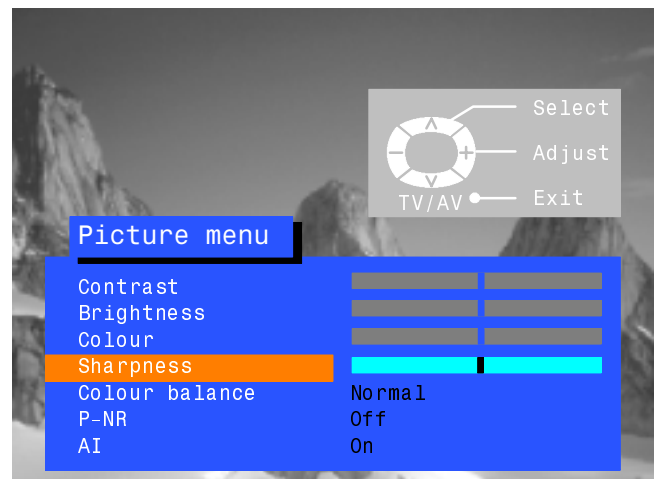 Select
Adjust
TV/AV Exit
Picture menu
Contrast
Brightness
Colour
Sharpness
Colour balance Normal
P-NR Off
AI On